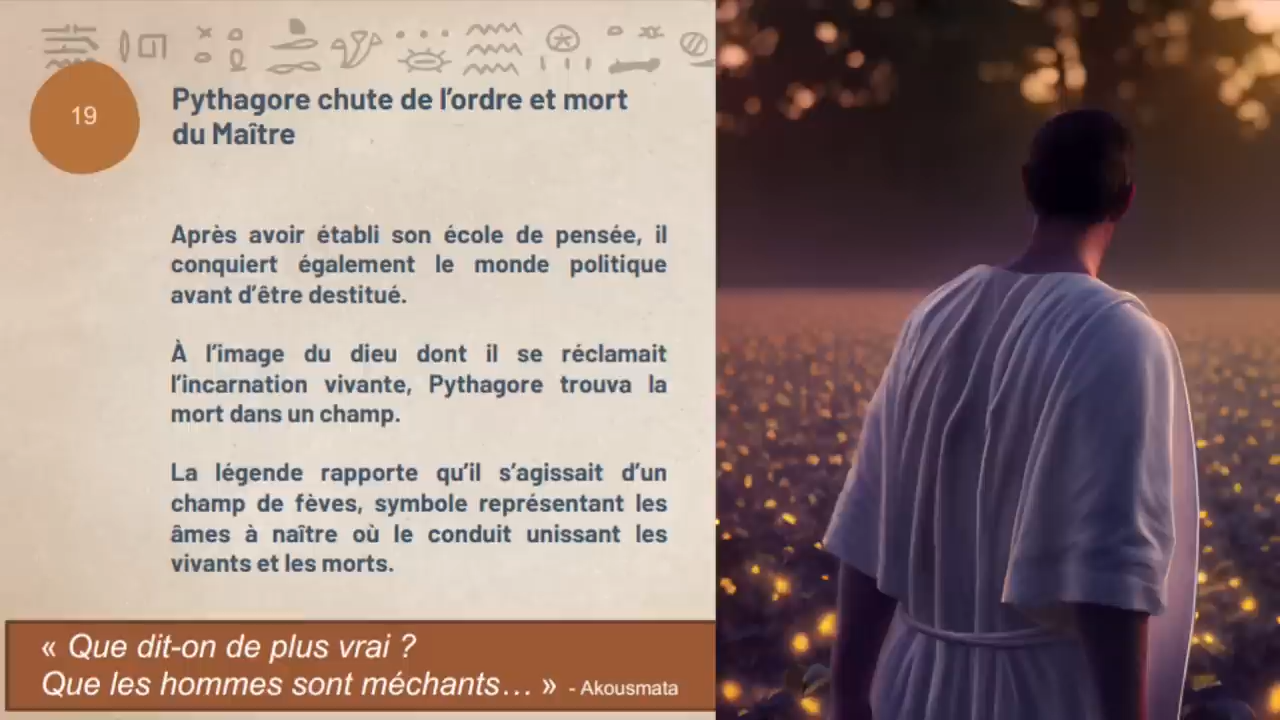 19
Pythagore chute de l’ordre et mort
du Maître
Après avoir établi son école de pensée, il
conquiert également le monde politique
avant d’être destitué.
À l’image du dieu dont il se réclamait
l’incarnation vivante, Pythagore trouva la
mort dans un champ.
La légende rapporte qu’il s’agissait d’un
champ de fèves, symbole représentant les
âmes à naître où le conduit unissant les
vivants et les morts.
« Que dit-on de plus vrai ?
Que les hommes sont méchants… » - Akousmata